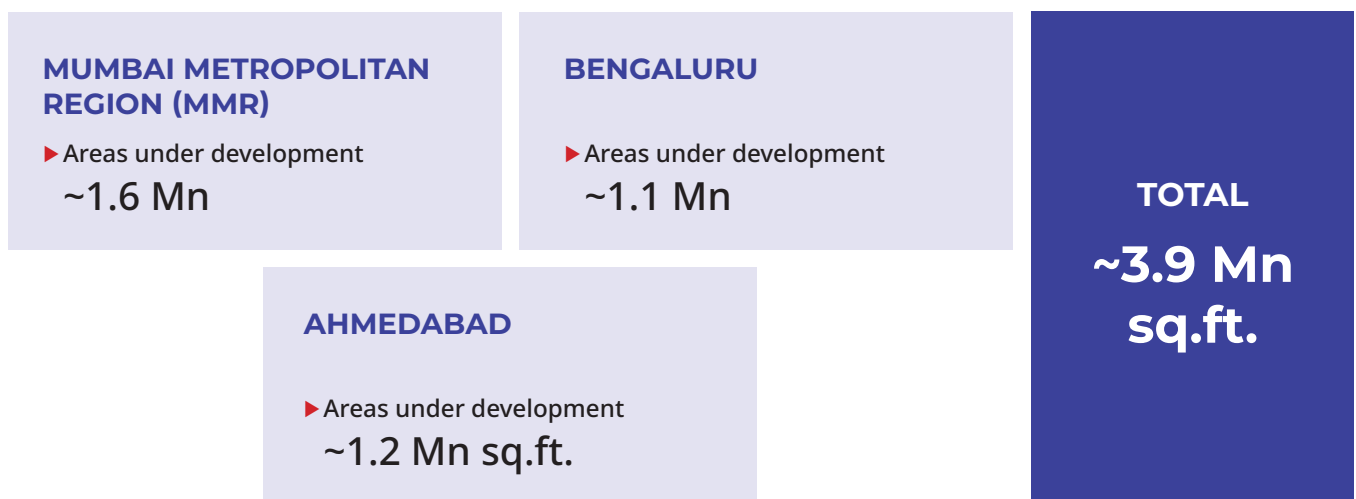 MUMBAI METROPOLITAN
REGION (MMR)
Areas under development
~1.6 Mn
BENGALURU
Areas under development
~1.1 Mn
AHMEDABAD
Areas under development
~1.2 Mn sq.ft.
TOTAL
~3.9 Mn
sq.ft.